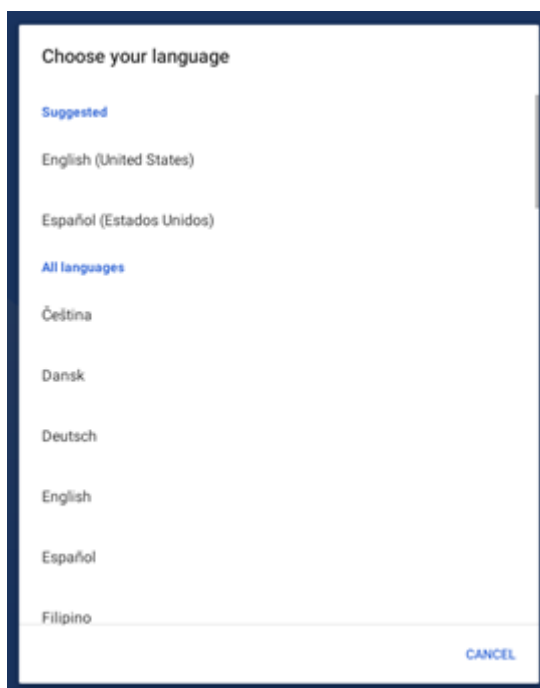 Choose your language
Suggested
English (United States)
Español (Estados Unidos)
All languages
Čeština
Dansk
Deutsch
English
Español
Filipino
CANCEL